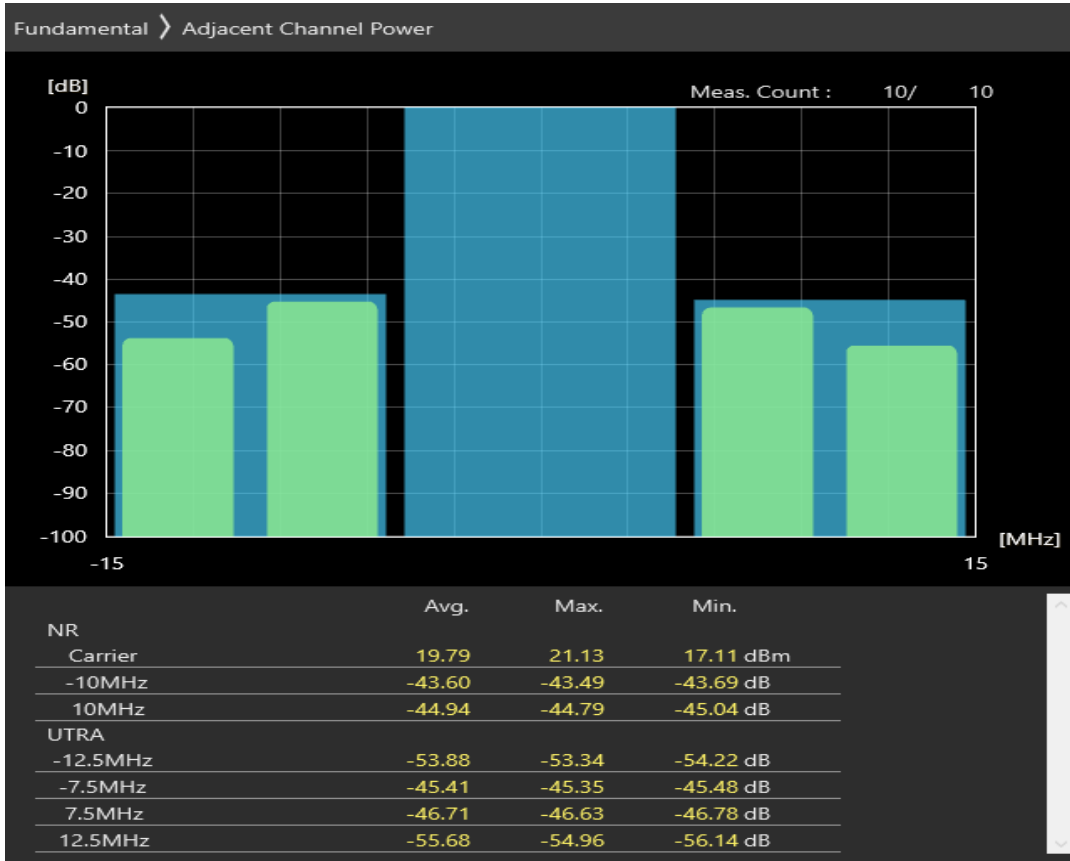 Fundamental 〉 Adjacent Channel Power
[dB]
Meas. Count : 10/ 10
0
-10
-20
-30
-40
-50
-60
-70
-80
-90
-100
[MHz]
-15 15
Avg. Max. Min.
NR
Carrier 19.79 21.13 17.11 dBm
-10MHz -43.60 -43.49 -43.69 dB
10MHz -44.94 -44.79 -45.04 dB
UTRA
-12.5MHz -53.88 -53.34 -54.22 dB
-7.5MHz -45.41 -45.35 -45.48 dB
7.5MHz -46.71 -46.63 -46.78 dB
12.5MHz -55.68 -54.96 -56.14 dB